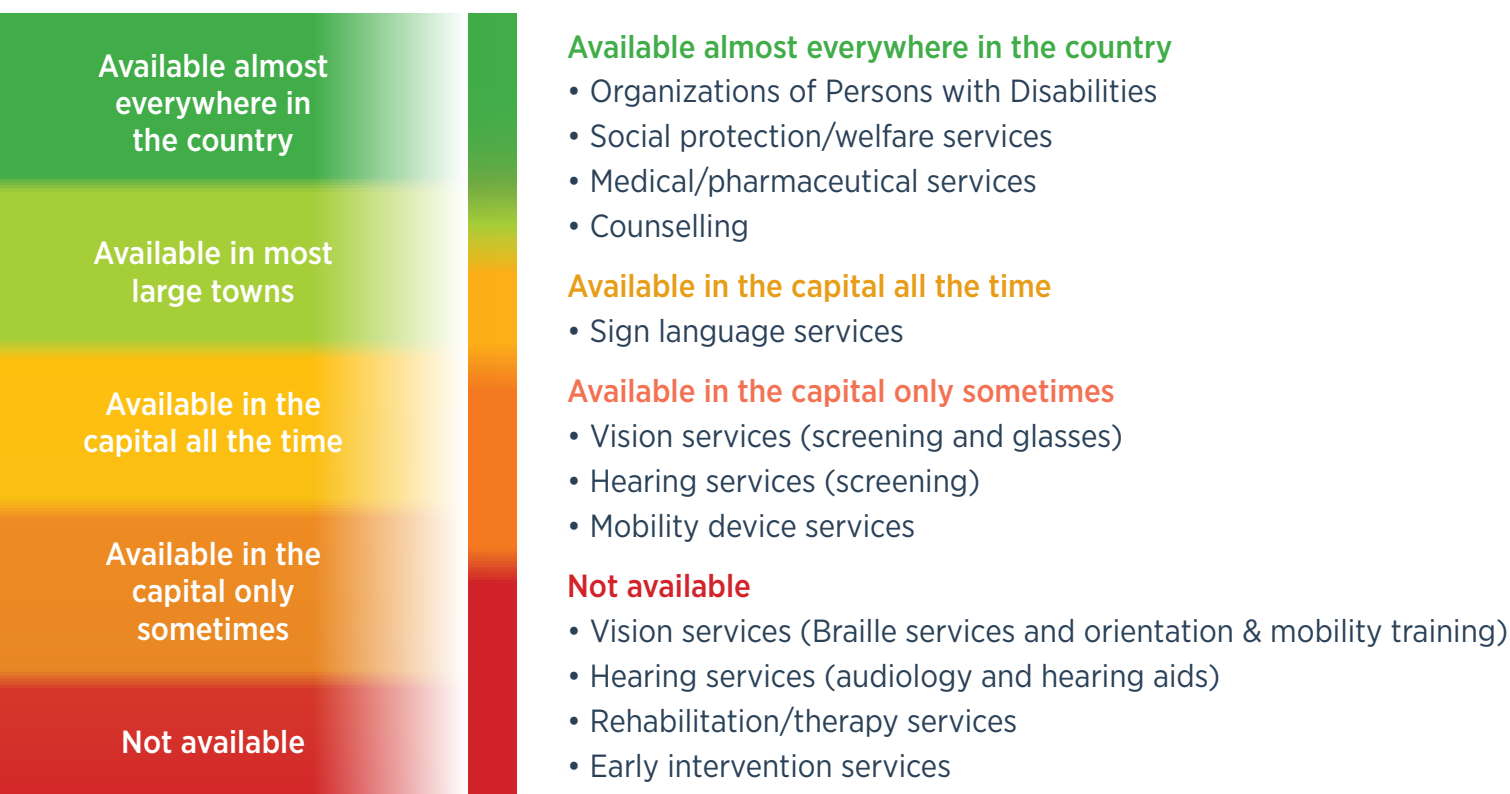 Available almost
everywhere in
the country
Available in most
large towns
Available in the
capital all the time
Available in the
capital only
sometimes
Not available
Available almost everywhere in the country
• Organizations of Persons with Disabilities
• Social protection/welfare services
• Medical/pharmaceutical services
• Counselling
Available in the capital all the time
• Sign language services
Available in the capital only sometimes
• Vision services (screening and glasses)
• Hearing services (screening)
• Mobility device services
Not available
• Vision services (Braille services and orientation & mobility training)
• Hearing services (audiology and hearing aids)
• Rehabilitation/therapy services
• Early intervention services